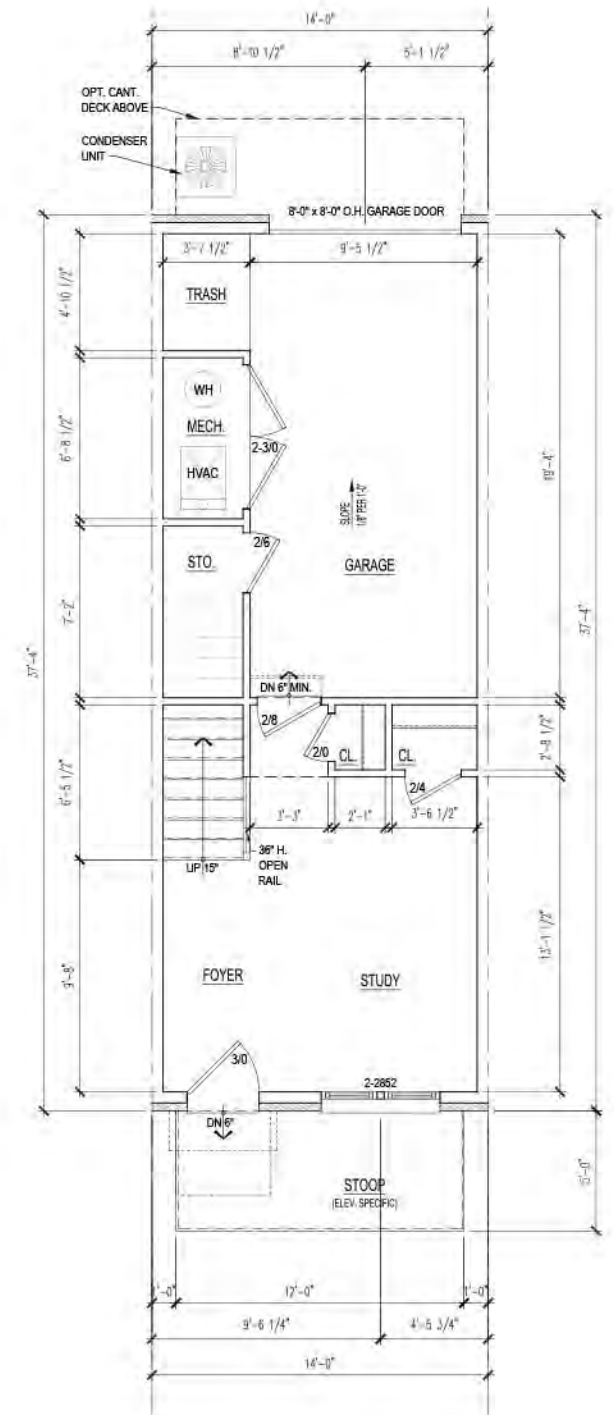 14'-0"
8'-10 1/2"
5'-1 1/2"
OPT. CANT.
DECK ABOVE
CONDENSER
UNIT
8'-0" x 8'-0" O.H. GARAGE DOOR
3'-7 1/2"
9'-5 1/2"
TRASH
4'-10 1/2"
WH
MECH.
2-3/0
HVAC
6'-8 1/2"
SLOPE
1/8" PER 1'-0"
19'-4"
2/6
STO.
GARAGE
7'-2"
37'-4"
37'-4"
DN 6" MIN.
2/8
2/0
CL.
CL.
2/4
2'-8 1/2"
6'-5 1/2"
3'-3"
2'-1"
3'-6 1/2"
36" H.
OPEN
RAIL
UP 15"
13'-1 1/2"
FOYER
STUDY
9'-8"
3/0
2-2852
DN 6"
STOOP
(ELEV. SPECIFIC)
5'-0"
1'-0"
12'-0"
1'-0"
9'-6 1/4"
4'-5 3/4"
14'-0"